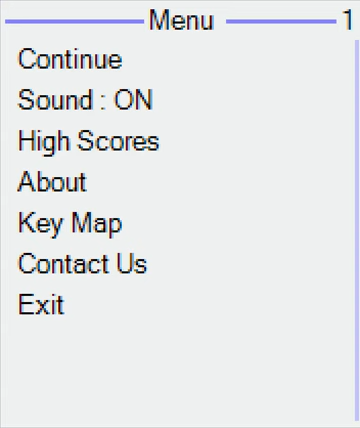 Menu 1
Continue
Sound : ON
High Scores
About
Key Map
Contact Us
Exit